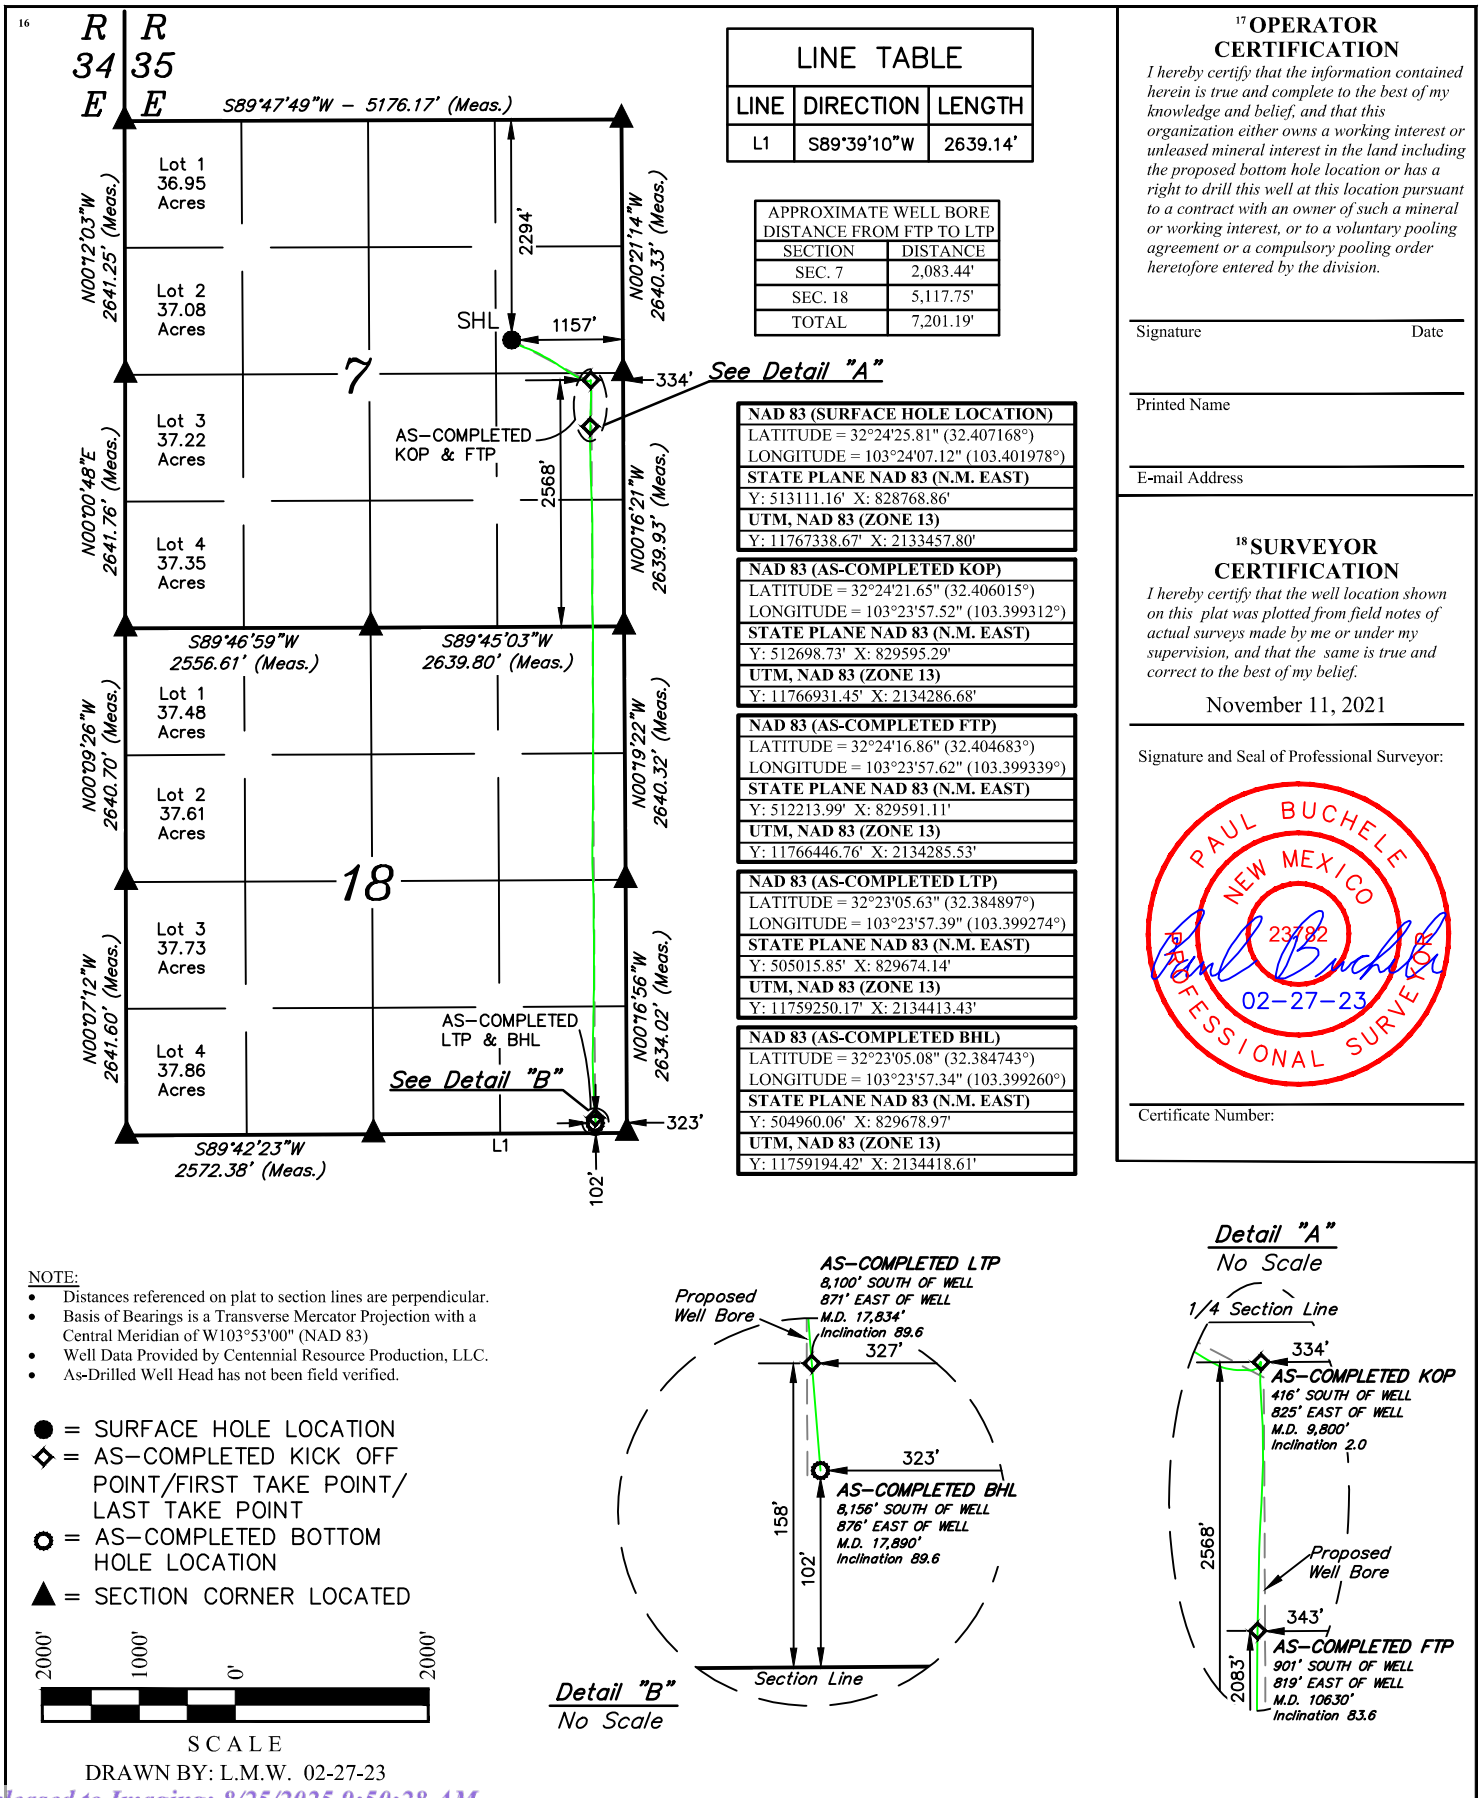 16
R R
34 35
E E
S89°47'49"W – 5176.17' (Meas.)
N00°12'03"W
2641.25' (Meas.)
Lot 1
36.95
Acres
Lot 2
37.08
Acres
2294'
N00°21'14"W
2640.33' (Meas.)
SHL
1157'
7
334'
See Detail "A"
N00°00'48"E
2641.76' (Meas.)
Lot 3
37.22
Acres
Lot 4
37.35
Acres
AS-COMPLETED
KOP & FTP
2568'
N00°16'21"W
2639.93' (Meas.)
S89°46'59"W
2556.61' (Meas.)
S89°45'03"W
2639.80' (Meas.)
N00°09'26"W
2640.70' (Meas.)
Lot 1
37.48
Acres
Lot 2
37.61
Acres
N00°19'22"W
2640.32' (Meas.)
18
N00°07'12"W
2641.60' (Meas.)
Lot 3
37.73
Acres
Lot 4
37.86
Acres
AS-COMPLETED
LTP & BHL
See Detail "B"
N00°16'56"W
2634.02' (Meas.)
323'
S89°42'23"W
2572.38' (Meas.)
L1
102'
LINE TABLE
LINE DIRECTION LENGTH
L1 S89°39'10"W 2639.14'
APPROXIMATE WELL BORE
DISTANCE FROM FTP TO LTP
SECTION DISTANCE
SEC. 7 2,083.44'
SEC. 18 5,117.75'
TOTAL 7,201.19'
NAD 83 (SURFACE HOLE LOCATION)
LATITUDE = 32°24'25.81" (32.407168°)
LONGITUDE = 103°24'07.12" (103.401978°)
STATE PLANE NAD 83 (N.M. EAST)
Y: 513111.16' X: 828768.86'
UTM, NAD 83 (ZONE 13)
Y: 11767338.67' X: 2133457.80'
NAD 83 (AS-COMPLETED KOP)
LATITUDE = 32°24'21.65" (32.406015°)
LONGITUDE = 103°23'57.52" (103.399312°)
STATE PLANE NAD 83 (N.M. EAST)
Y: 512698.73' X: 829595.29'
UTM, NAD 83 (ZONE 13)
Y: 11766931.45' X: 2134286.68'
NAD 83 (AS-COMPLETED FTP)
LATITUDE = 32°24'16.86" (32.404683°)
LONGITUDE = 103°23'57.62" (103.399339°)
STATE PLANE NAD 83 (N.M. EAST)
Y: 512213.99' X: 829591.11'
UTM, NAD 83 (ZONE 13)
Y: 11766446.76' X: 2134285.53'
NAD 83 (AS-COMPLETED LTP)
LATITUDE = 32°23'05.63" (32.384897°)
LONGITUDE = 103°23'57.39" (103.399274°)
STATE PLANE NAD 83 (N.M. EAST)
Y: 505015.85' X: 829674.14'
UTM, NAD 83 (ZONE 13)
Y: 11759250.17' X: 2134413.43'
NAD 83 (AS-COMPLETED BHL)
LATITUDE = 32°23'05.08" (32.384743°)
LONGITUDE = 103°23'57.34" (103.399260°)
STATE PLANE NAD 83 (N.M. EAST)
Y: 504960.06' X: 829678.97'
UTM, NAD 83 (ZONE 13)
Y: 11759194.42' X: 2134418.61'
17 OPERATOR
CERTIFICATION
I hereby certify that the information contained
herein is true and complete to the best of my
knowledge and belief, and that this
organization either owns a working interest or
unleased mineral interest in the land including
the proposed bottom hole location or has a
right to drill this well at this location pursuant
to a contract with an owner of such a mineral
or working interest, or to a voluntary pooling
agreement or a compulsory pooling order
heretofore entered by the division.
Signature Date
Printed Name
E-mail Address
18 SURVEYOR
CERTIFICATION
I hereby certify that the well location shown
on this plat was plotted from field notes of
actual surveys made by me or under my
supervision, and that the same is true and
correct to the best of my belief.
November 11, 2021
Signature and Seal of Professional Surveyor:
PAUL BUCHELE
NEW MEXICO
23782
Paul Buchele
02-27-23
PROFESSIONAL SURVEYOR
Certificate Number:
NOTE:
• Distances referenced on plat to section lines are perpendicular.
• Basis of Bearings is a Transverse Mercator Projection with a
Central Meridian of W103°53'00" (NAD 83)
• Well Data Provided by Centennial Resource Production, LLC.
• As-Drilled Well Head has not been field verified.
= SURFACE HOLE LOCATION
= AS-COMPLETED KICK OFF
POINT/FIRST TAKE POINT/
LAST TAKE POINT
= AS-COMPLETED BOTTOM
HOLE LOCATION
= SECTION CORNER LOCATED
2000' 1000' 0' 2000'
SCALE
DRAWN BY: L.M.W. 02-27-23
AS-COMPLETED LTP
8,100' SOUTH OF WELL
871' EAST OF WELL
M.D. 17,834'
Inclination 89.6
Proposed
Well Bore
327'
323'
AS-COMPLETED BHL
8,156' SOUTH OF WELL
876' EAST OF WELL
M.D. 17,890'
Inclination 89.6
158'
102'
Section Line
Detail "B"
No Scale
Detail "A"
No Scale
1/4 Section Line
334'
AS-COMPLETED KOP
416' SOUTH OF WELL
825' EAST OF WELL
M.D. 9,800'
Inclination 2.0
2568'
Proposed
Well Bore
343'
AS-COMPLETED FTP
901' SOUTH OF WELL
819' EAST OF WELL
M.D. 10630'
Inclination 83.6
2083'
to Imaging: 8/25/2025 9:50:28 AM